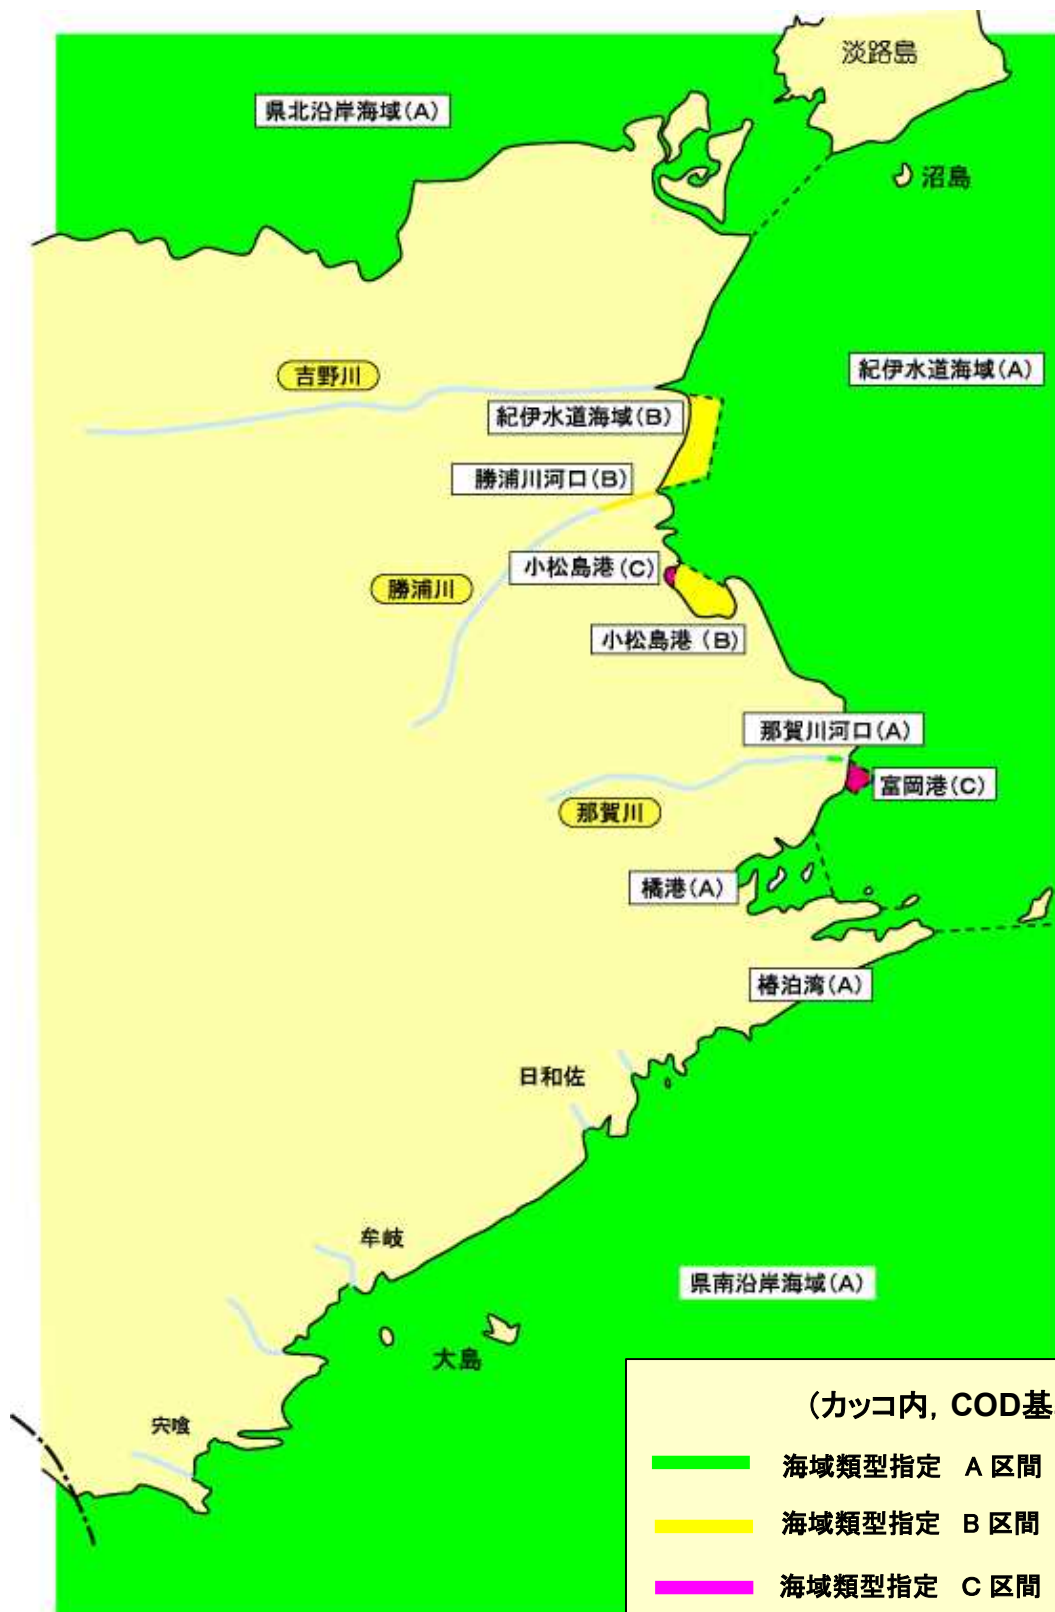 淡路島
県北沿岸海域(A)
沼島
紀伊水道海域(A)
吉野川
紀伊水道海域(B)
勝浦川河口(B)
小松島港(C)
勝浦川
小松島港(B)
那賀川河口(A)
富岡港(C)
那賀川
橘港(A)
椿泊湾(A)
日和佐
牟岐
県南沿岸海域(A)
大島
宍喰
(カッコ内, COD基
海域類型指定 A区間
海域類型指定 B区間
海域類型指定 C区間